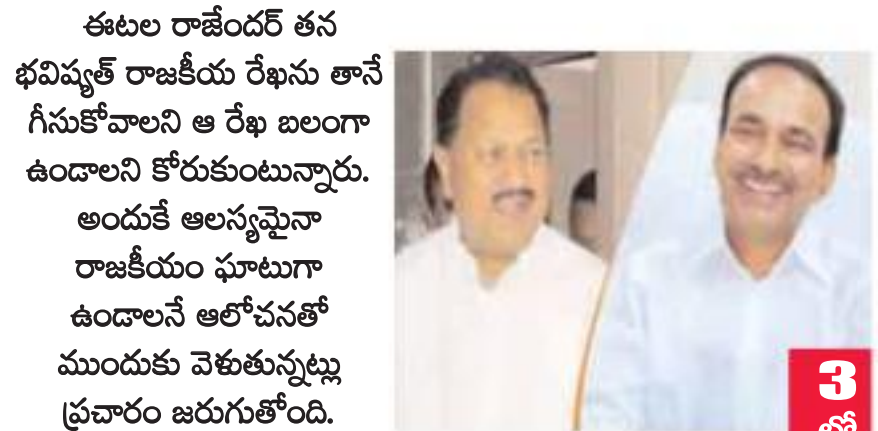 ఈటల రాజేందర్ తన
భవిష్యత్ రాజకీయ రేఖను తానే
గీసుకోవాలని ఆ రేఖ బలంగా
ఉండాలని కోరుకుంటున్నారు.
అందుకే ఆలస్యమైనా
రాజకీయం ఘాటుగా
ఉండాలనే ఆలోచనతో
ముందుకు వెళుతున్నట్లు
ప్రచారం జరుగుతోంది.
3
లో